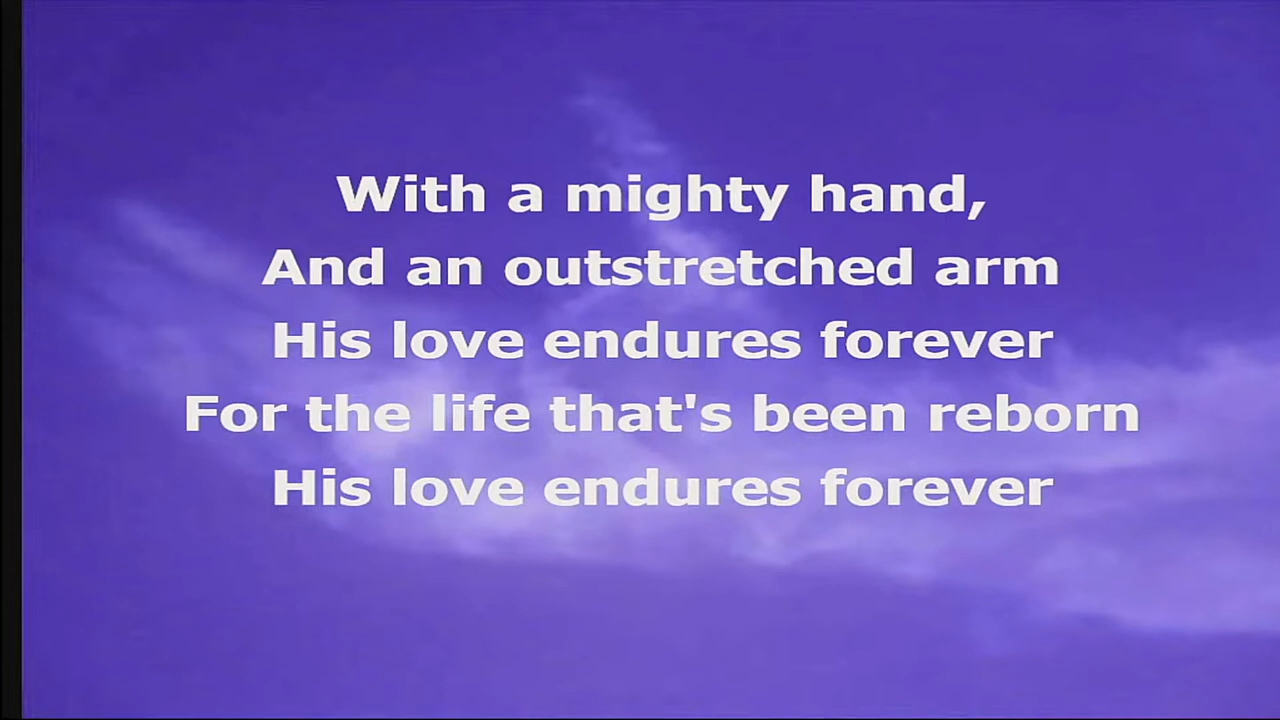 With a mighty hand,
And an outstretched arm
His love endures forever
For the life that's been reborn
His love endures forever